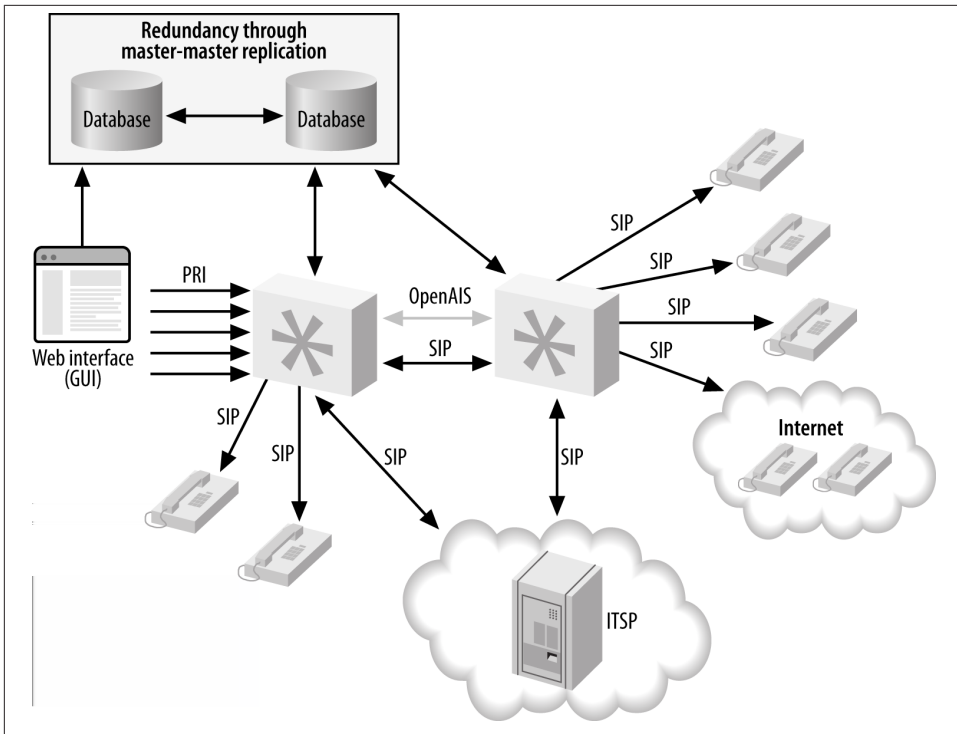 Redundancy through
master-master replication
Database
Database
SIP
SIP
PRI
OpenAIS
SIP
SIP
SIP
Web interface
(GUI)
SIP
SIP
SIP
SIP
Internet
ITSP